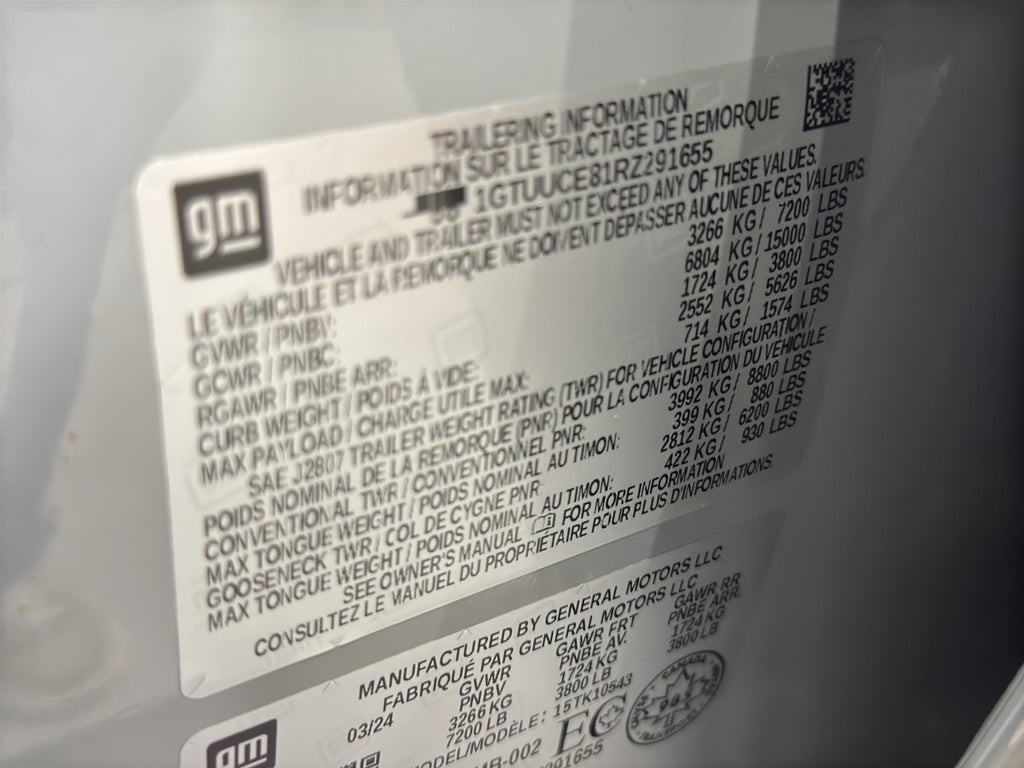 gm
TRAILERING INFORMATION
INFORMATION SUR LE TRACTAGE DE REMORQUE
1GTUUCE81RZ291655
VEHICLE AND TRAILER MUST NOT EXCEED ANY OF THESE VALUES.
LE VÉHICULE ET LA REMORQUE NE DOIVENT DÉPASSER AUCUNE DE CES VALEURS.
GVWR / PNBV: 3266 KG/ 7200 LBS
GCWR / PNBC: 6804 KG/ 15000 LBS
RGAWR / PNBE ARR: 1724 KG/ 3800 LBS
CURB WEIGHT / POIDS À VIDE: 2552 KG/ 5626 LBS
MAX PAYLOAD / CHARGE UTILE MAX: 714 KG/ 1574 LBS
SAE J2807 TRAILER WEIGHT RATING (TWR) FOR VEHICLE CONFIGURATION /
POIDS NOMINAL DE LA REMORQUE (PNR) POUR LA CONFIGURATION DU VEHICULE
CONVENTIONAL TWR / CONVENTIONNEL PNR: 3992 KG/ 8800 LBS
MAX TONGUE WEIGHT / POIDS NOMINAL AU TIMON: 399 KG/ 880 LBS
GOOSENECK TWR / COL DE CYGNE PNR: 2812 KG/ 6200 LBS
MAX TONGUE WEIGHT / POIDS NOMINAL AU TIMON: 422 KG/ 930 LBS
SEE OWNER'S MANUAL FOR MORE INFORMATION
CONSULTEZ LE MANUEL DU PROPRIÉTAIRE POUR PLUS D'INFORMATIONS.
MANUFACTURED BY GENERAL MOTORS LLC
FABRIQUÉ PAR GENERAL MOTORS LLC
03/24 GVWR GAWR FRT GAWR RR
PNBV PNBE AV. PNBE ARR.
3266 KG 1724 KG 1724 KG
7200 LB 3800 LB 3800 LB
gm
MODEL/MODÈLE: 15TK10543
MB-002 EC
CANADA
291655